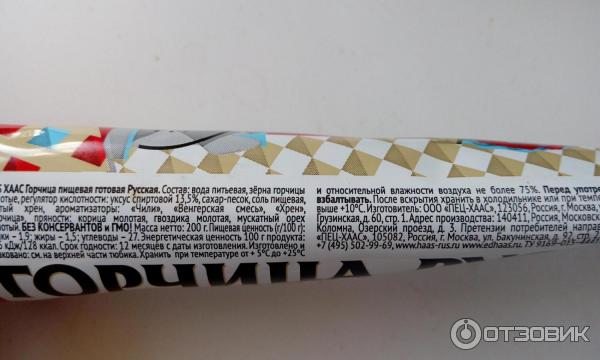 ХААС Горчица пищевая готовая Русская. Состав: вода питьевая, зёрна горчицы
регулятор кислотности: уксус спиртовой 13,5%, сахар-песок, соль пищевая,
хрен, ароматизаторы: «Чили», «Венгерская смесь», «Хрен»,
пряности: корица молотая, гвоздика молотая, мускатный орех
БЕЗ КОНСЕРВАНТОВ и ГМО! Масса нетто: 200 г. Пищевая ценность (г/100 г):
- 1,9; жиры - 1,5; углеводы - 27. Энергетическая ценность 100 г продукта:
кДж/128 ккал. Срок годности: 12 месяцев с даты изготовления. Изготовлено и
см. на верхней части тюбика. Хранить при температуре от + 5°С до +25°С
и относительной влажности воздуха не более 75%. Перед
взбалтывать. После вскрытия хранить в холодильнике или при
выше +10°С. Изготовитель: ООО «ПЕЦ-ХААС», 123056, Россия, г. Москва,
Грузинская, д. 60, стр. 1. Адрес производства: 140411, Россия, Московская
Коломна, Озерский проезд, д. 3. Претензии потребителей
«ПЕЦ-ХААС», 105082, Россия, г. Москва, ул. Бакунинская,
+7 (495) 502-99-69, www.haas-rus.ru www.edhaas.ru ТУ
ГОРЧИЦА
ОТЗОВИК